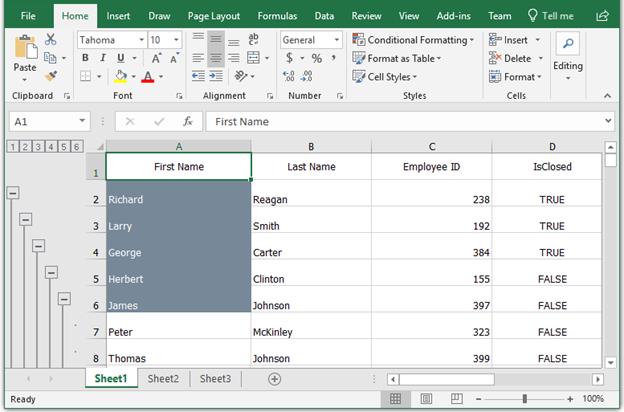 File Home Insert Draw Page Layout Formulas Data Review View Add-ins Team Tell me
Tahoma 10 ab General Conditional Formatting Insert
Paste B I U A $ % , Format as Table Delete Editing
Cell Styles Format
Clipboard Font Alignment Number Styles Cells
A1 fx First Name
1 2 3 4 5 6 A B C D
1 First Name Last Name Employee ID IsClosed
2 Richard Reagan 238 TRUE
3 Larry Smith 192 TRUE
4 George Carter 384 TRUE
5 Herbert Clinton 155 FALSE
6 James Johnson 397 FALSE
7 Peter McKinley 323 FALSE
8 Thomas Johnson 399 FALSE
Sheet1 Sheet2 Sheet3
Ready 100%